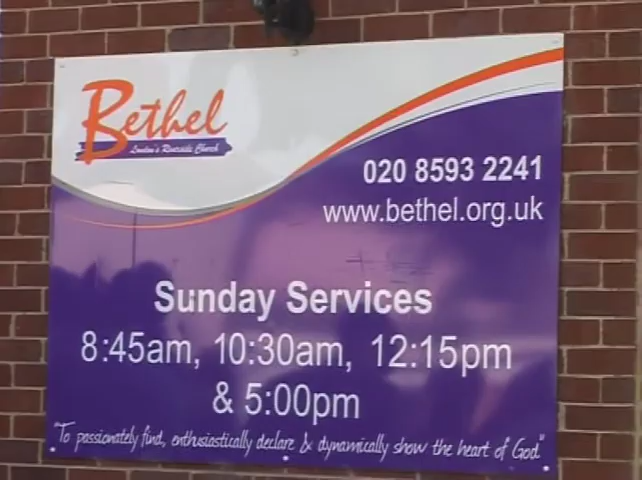 Bethel
London's Riverside Church
020 8593 2241
www.bethel.org.uk
Sunday Services
8:45am, 10:30am, 12:15pm
& 5:00pm
"To passionately find, enthusiastically declare & dynamically show the heart of God"